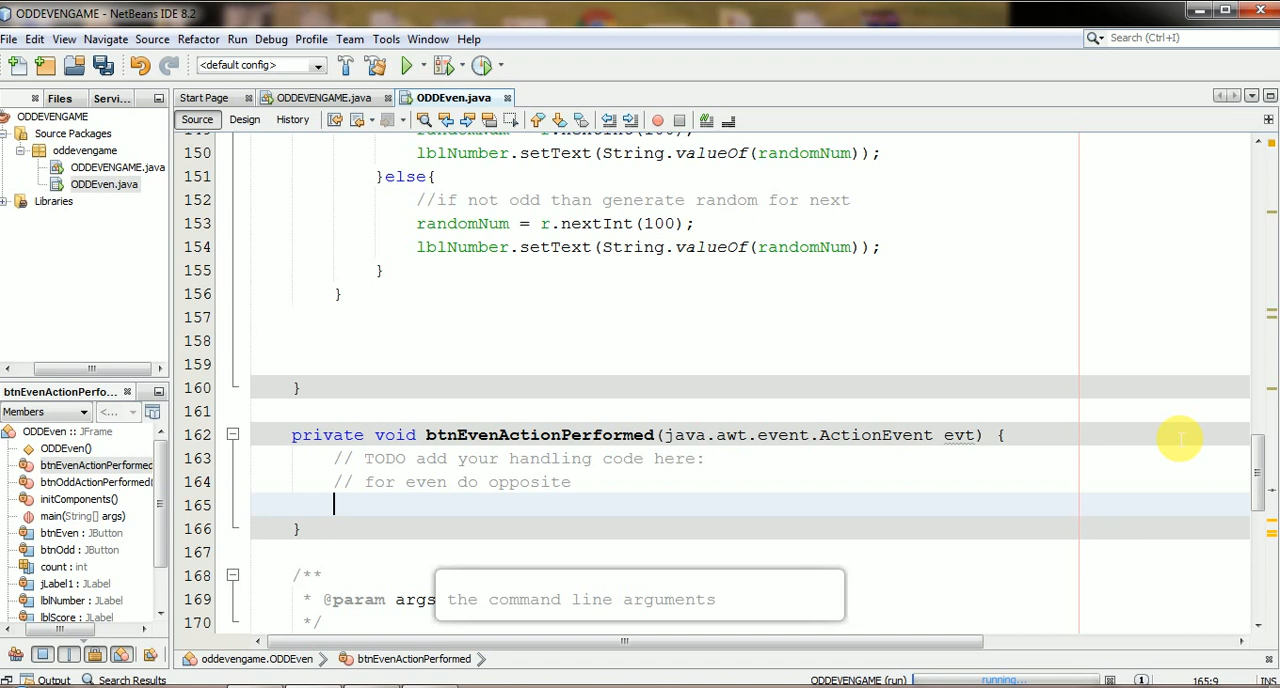 ODDEVENGAME - NetBeans IDE 8.2
File Edit View Navigate Source Refactor Run Debug Profile Team Tools Window Help
Search (Ctrl+I)
<default config>
Files Servi...
Start Page ODDEVENGAME.java ODDEven.java
Source Design History
ODDEVENGAME
Source Packages
oddevengame
ODDEVENGAME.java
ODDEven.java
Libraries
150 lblNumber.setText(String.valueOf(randomNum));
151 }else{
152 //if not odd than generate random for next
153 randomNum = r.nextInt(100);
154 lblNumber.setText(String.valueOf(randomNum));
155 }
156 }
157
158
159
160 }
161
162 private void btnEvenActionPerformed(java.awt.event.ActionEvent evt) {
163 // TODO add your handling code here:
164 // for even do opposite
165
166 }
167
168 /**
169 * @param args the command line arguments
170 */
btnEvenActionPerfo...
Members <...
ODDEven :: JFrame
ODDEven()
btnEvenActionPerformed
btnOddActionPerformed(
initComponents()
main(String[] args)
btnEven : JButton
btnOdd : JButton
count : int
jLabel1 : JLabel
lblNumber : JLabel
lblScore : JLabel
oddevengame.ODDEven btnEvenActionPerformed
Output Search Results
ODDEVENGAME (run) running... 1 165:9 INS